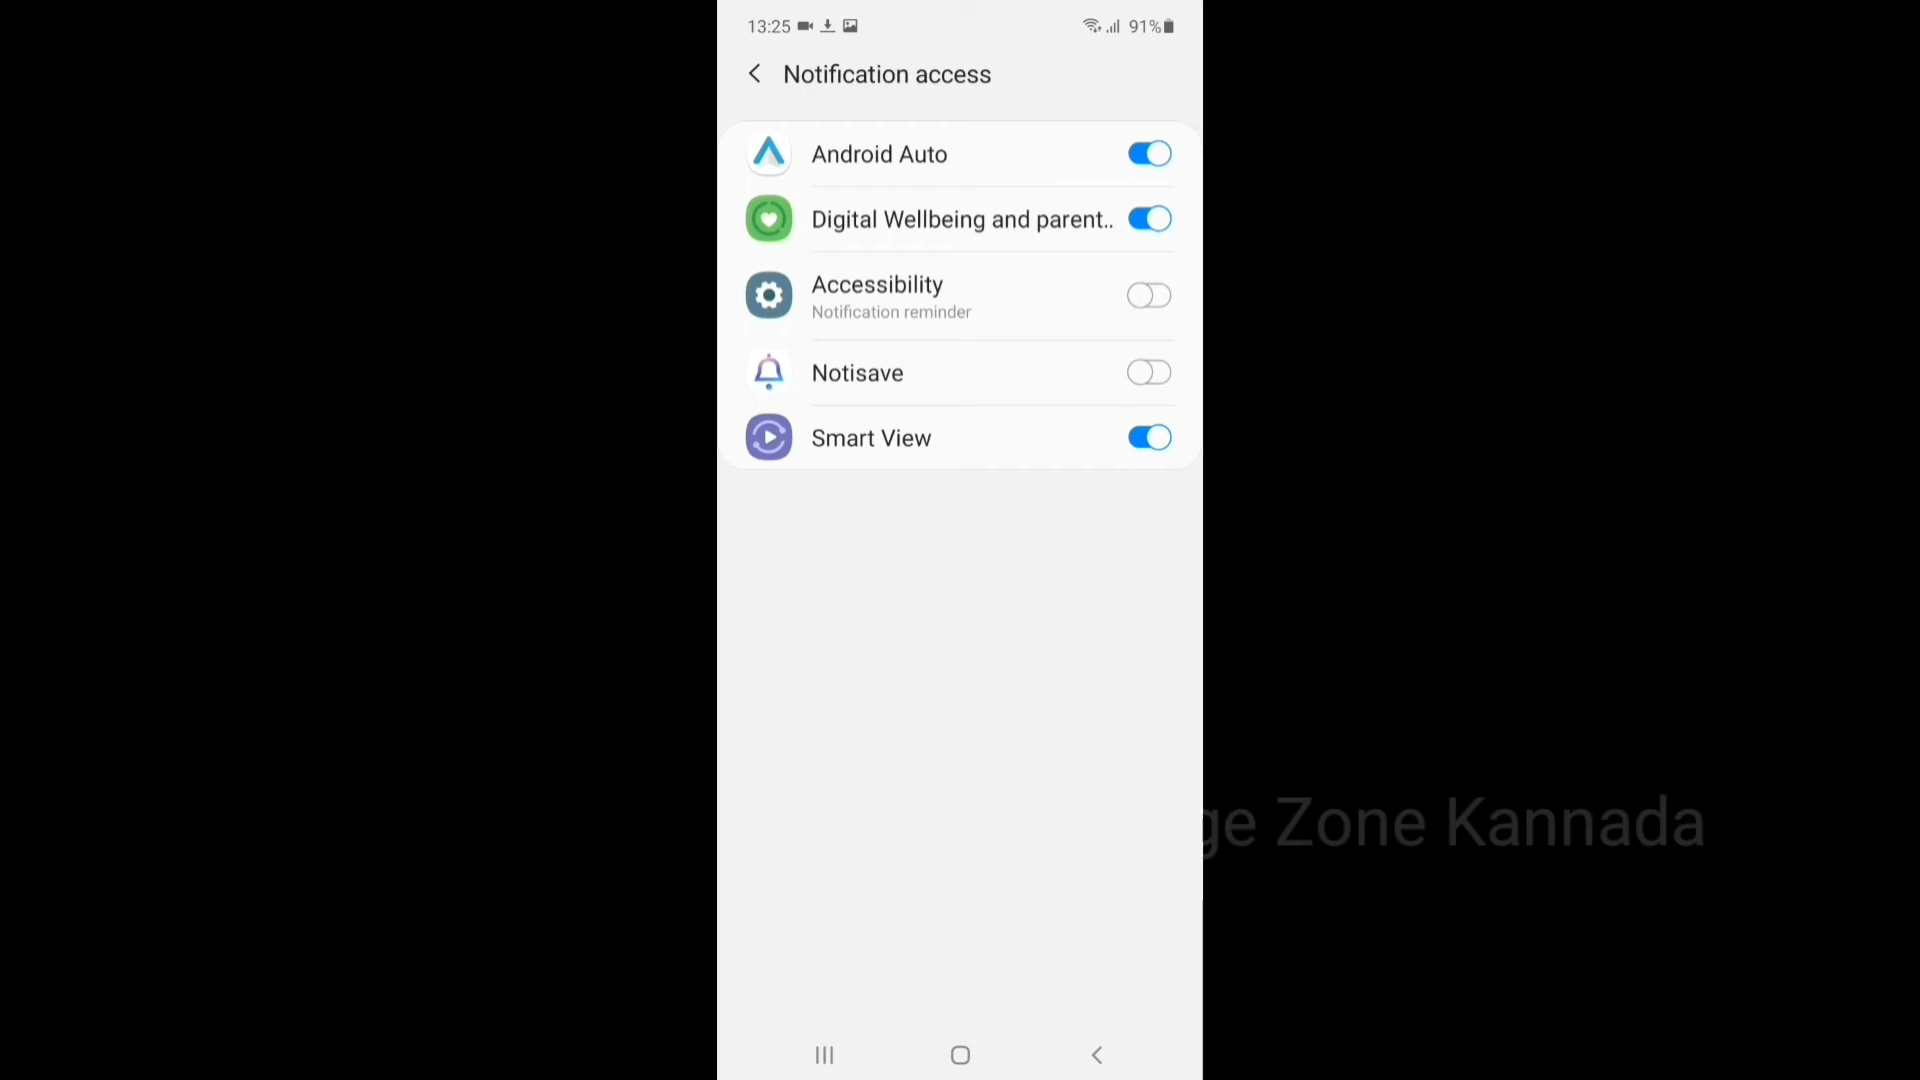 13:25
91%
Notification access
Android Auto
Digital Wellbeing and parent..
Accessibility
Notification reminder
Notisave
Smart View
Zone Kannada